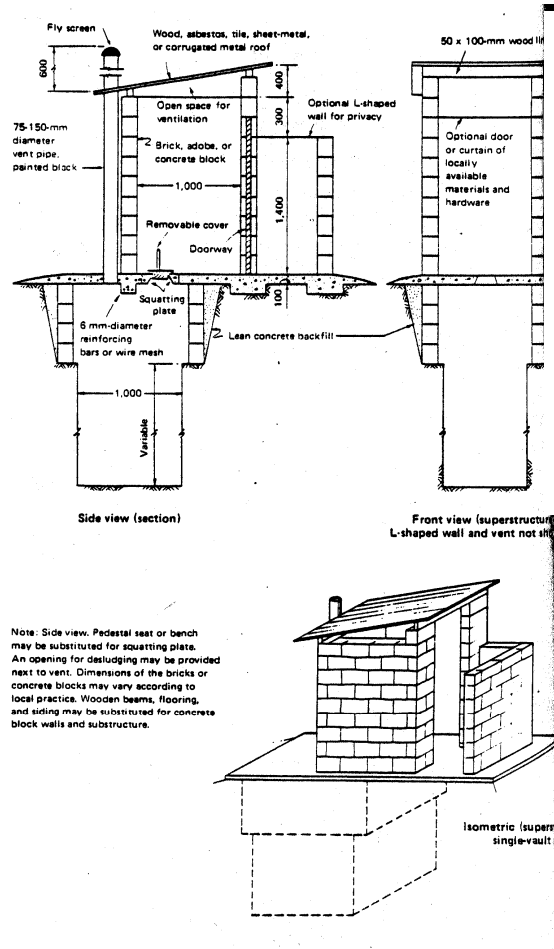 Fly screen
Wood, asbestos, tile, sheet-metal,
or corrugated metal roof
600
400
Open space for
ventilation
300
Optional L-shaped
wall for privacy
75-150-mm
diameter
vent pipe,
painted black
2
Brick, adobe, or
concrete block
1,000
1,400
Removable cover
Doorway
Squatting
plate
100
6 mm-diameter
reinforcing
bars or wire mesh
2 Lean concrete backfill
1,000
Variable
Side view (section)
50 x 100-mm wood
Optional door
or curtain of
locally
available
materials and
hardware
Front view
L-shaped wall and vent not
Note: Side view. Pedestal seat or bench
may be substituted for squatting plate.
An opening for desludging may be provided
next to vent. Dimensions of the bricks or
concrete blocks may vary according to
local practice. Wooden beams, flooring,
and siding may be substituted for concrete
block walls and substructure.
Isometric
single-vault